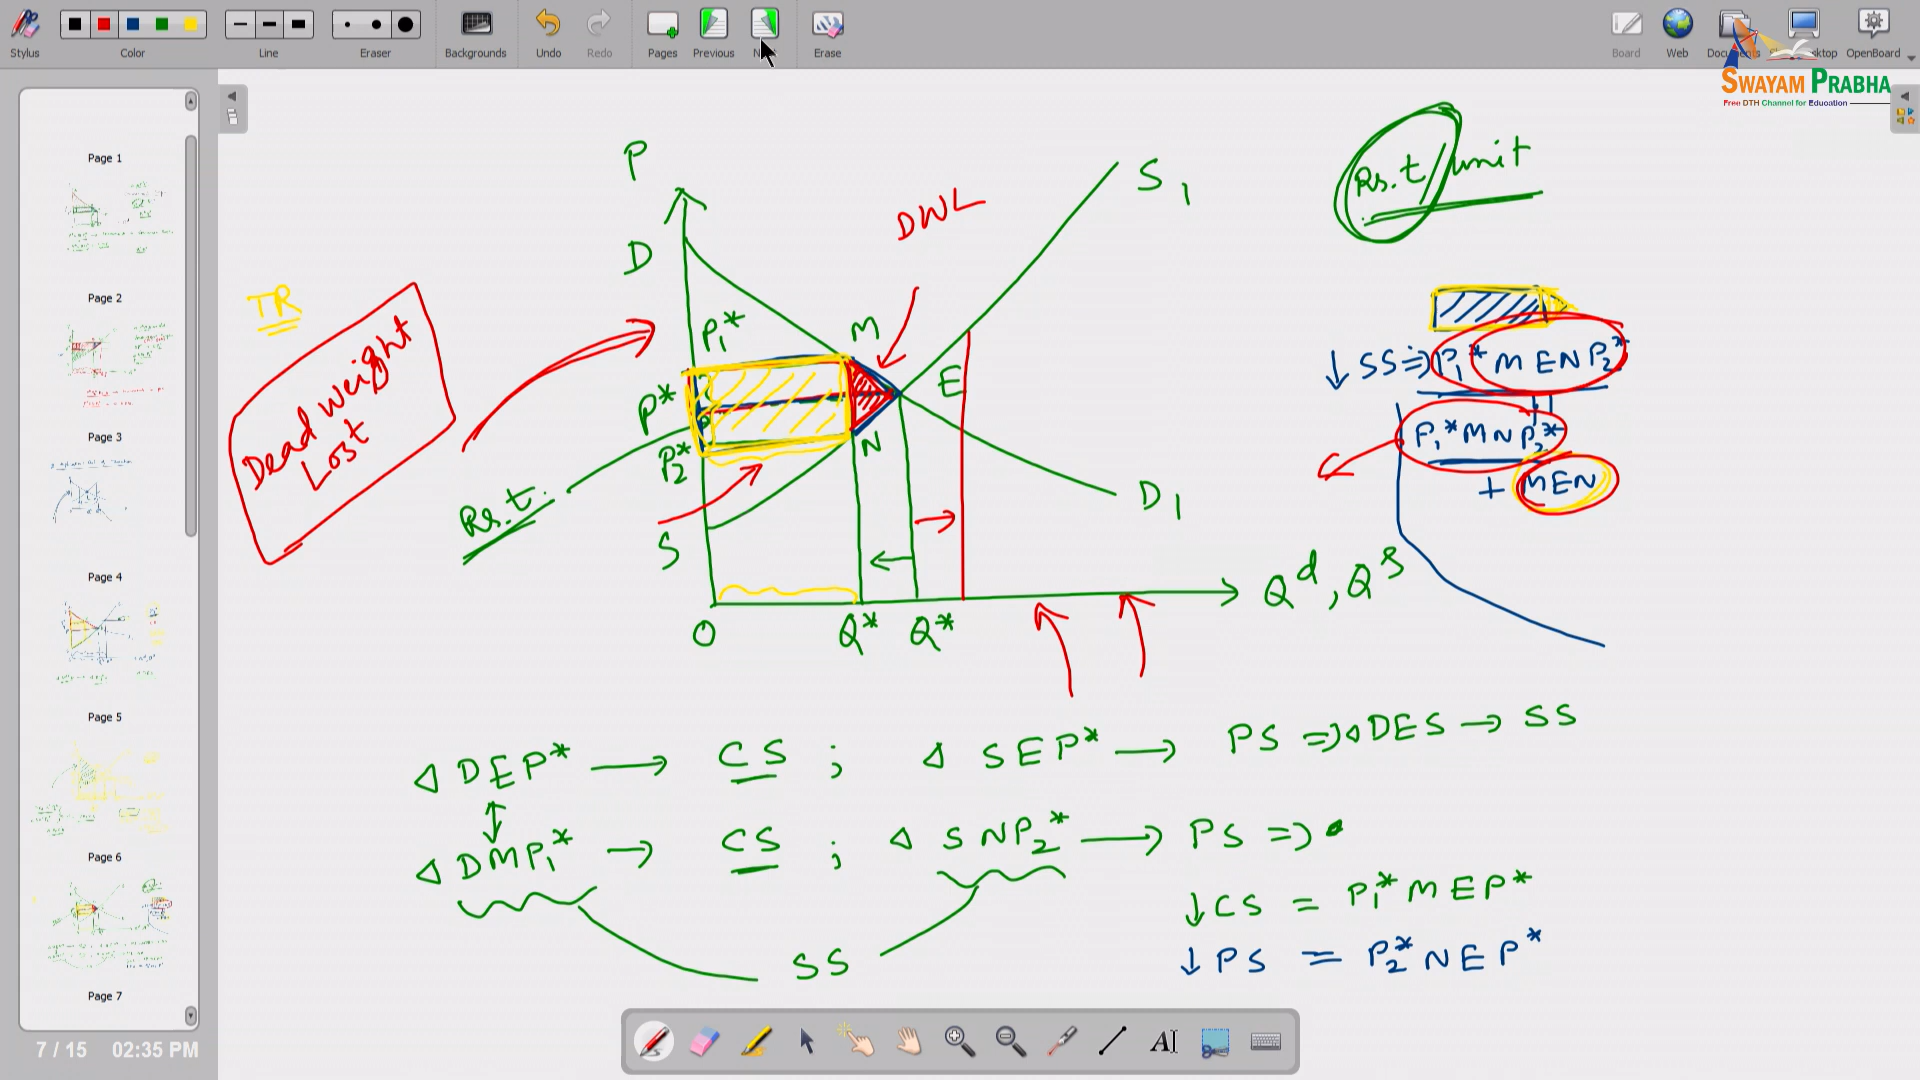 Stylus
Color
Line
Eraser
Backgrounds
Undo
Redo
Pages
Previous
Erase
Board
Web
OpenBoard
SWAYAM PRABHA
Free DTH Channel for Education
Page 1
Page 2
Page 3
Page 4
Page 5
Page 6
Page 7
7 / 15 02:35 PM
P
D
S1
DWL
Rs. t/unit
TR
Dead weight
Lost
P1*
M
P*
E
P2*
N
Rs. t.
S
D1
O
Q*
Q*
Q^d, Q^s
↓ SS => P1* M E N P2*
P1* M N P2*
+ MEN
Δ DEP* → CS ; Δ SEP* → PS => Δ DES → SS
Δ DMP1* → CS ; Δ SNP2* → PS =>
SS
↓ CS = P1* M E P*
↓ PS = P2* N E P*